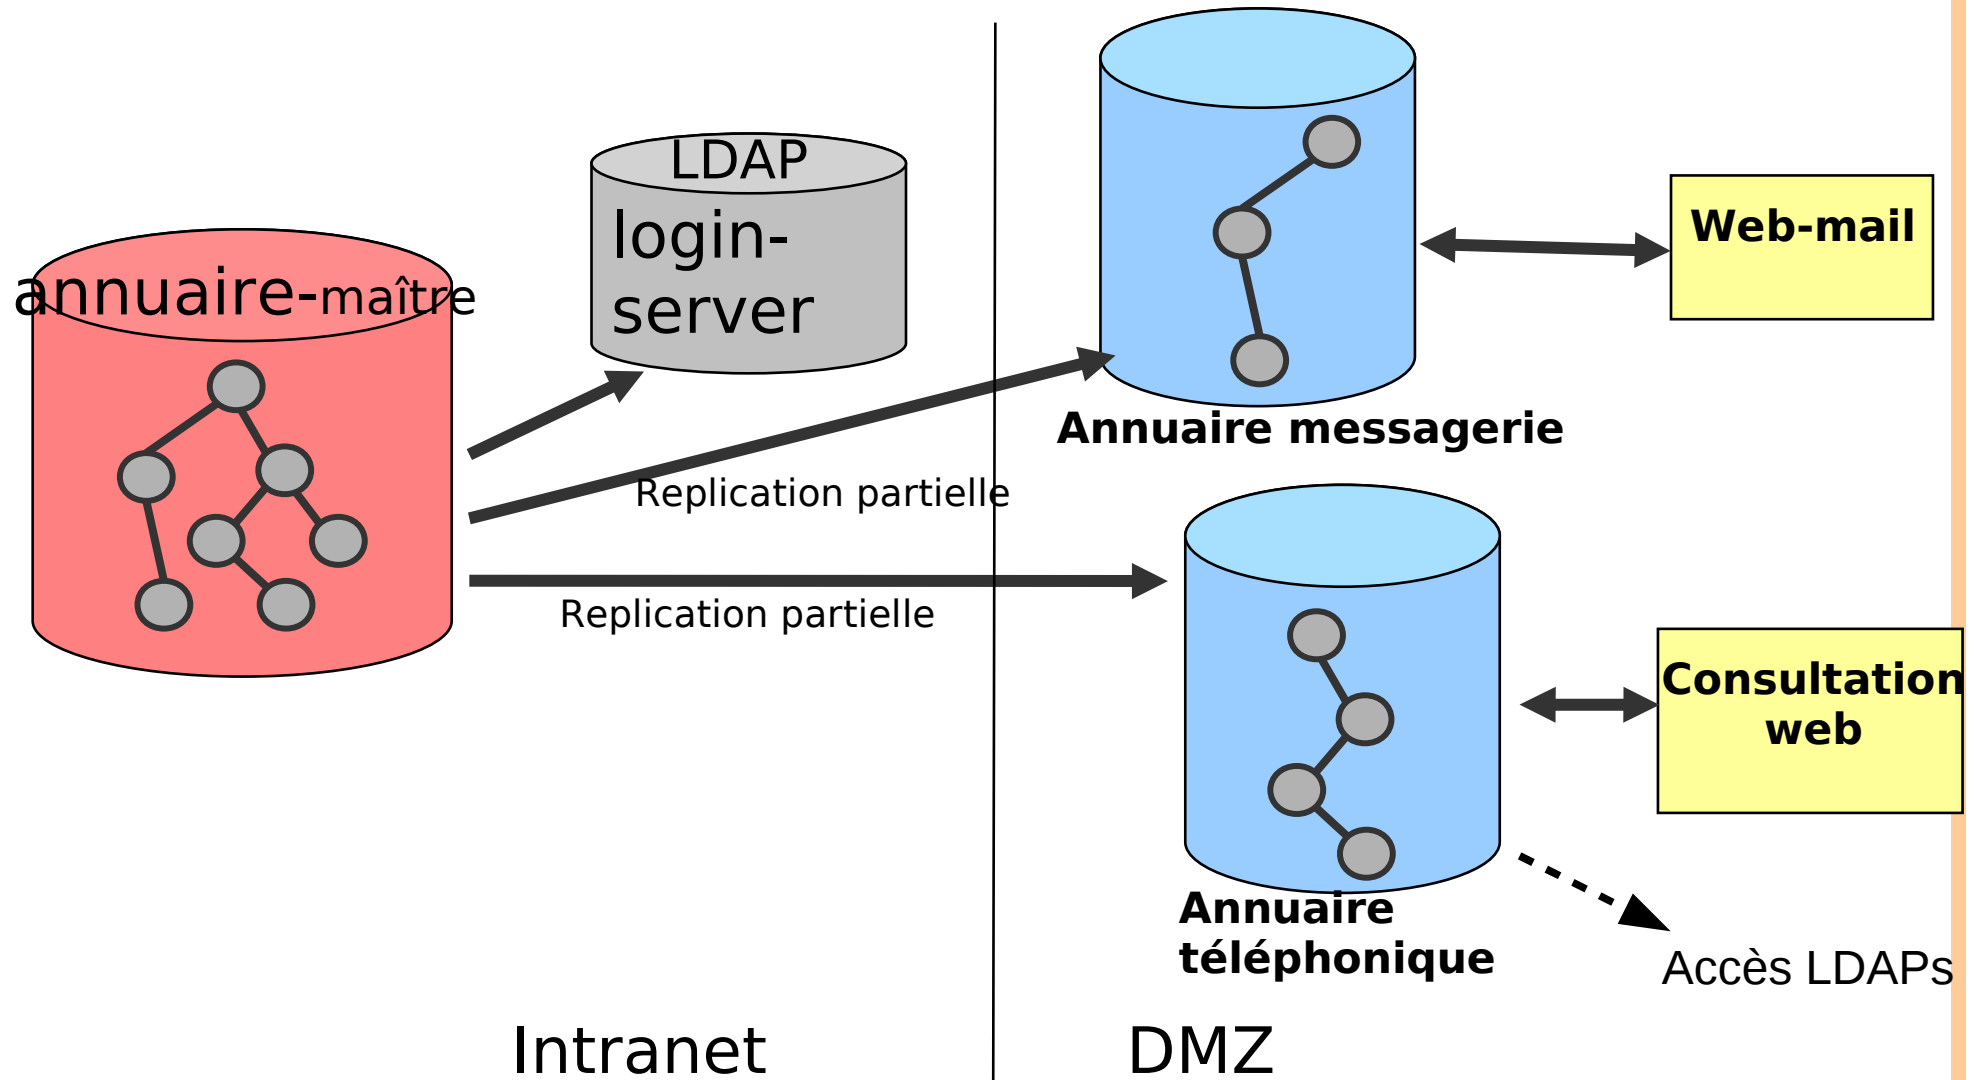 LDAP
login-
server
annuaire-maître
Web-mail
Annuaire messagerie
Replication partielle
Replication partielle
Consultation
web
Annuaire
téléphonique
Accès LDAPs
Intranet
DMZ